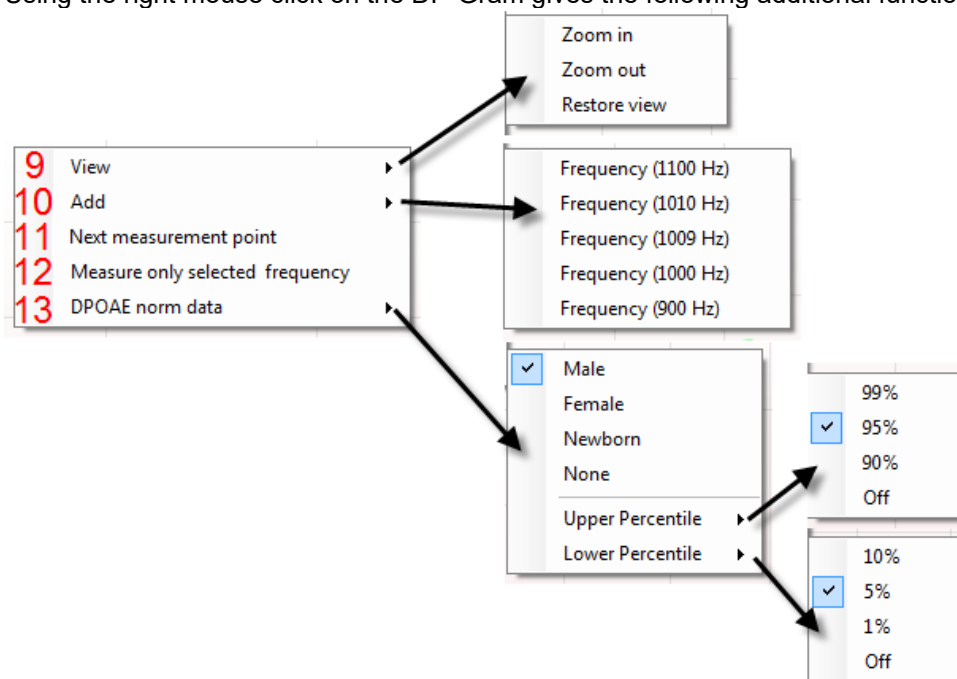 Using the right mouse click on the DP-Gram gives the following additional functio
Zoom in
Zoom out
Restore view
9 View
10 Add
11 Next measurement point
12 Measure only selected frequency
13 DPOAE norm data
Frequency (1100 Hz)
Frequency (1010 Hz)
Frequency (1009 Hz)
Frequency (1000 Hz)
Frequency (900 Hz)
Male
Female
Newborn
None
Upper Percentile
Lower Percentile
99%
95%
90%
Off
10%
5%
1%
Off